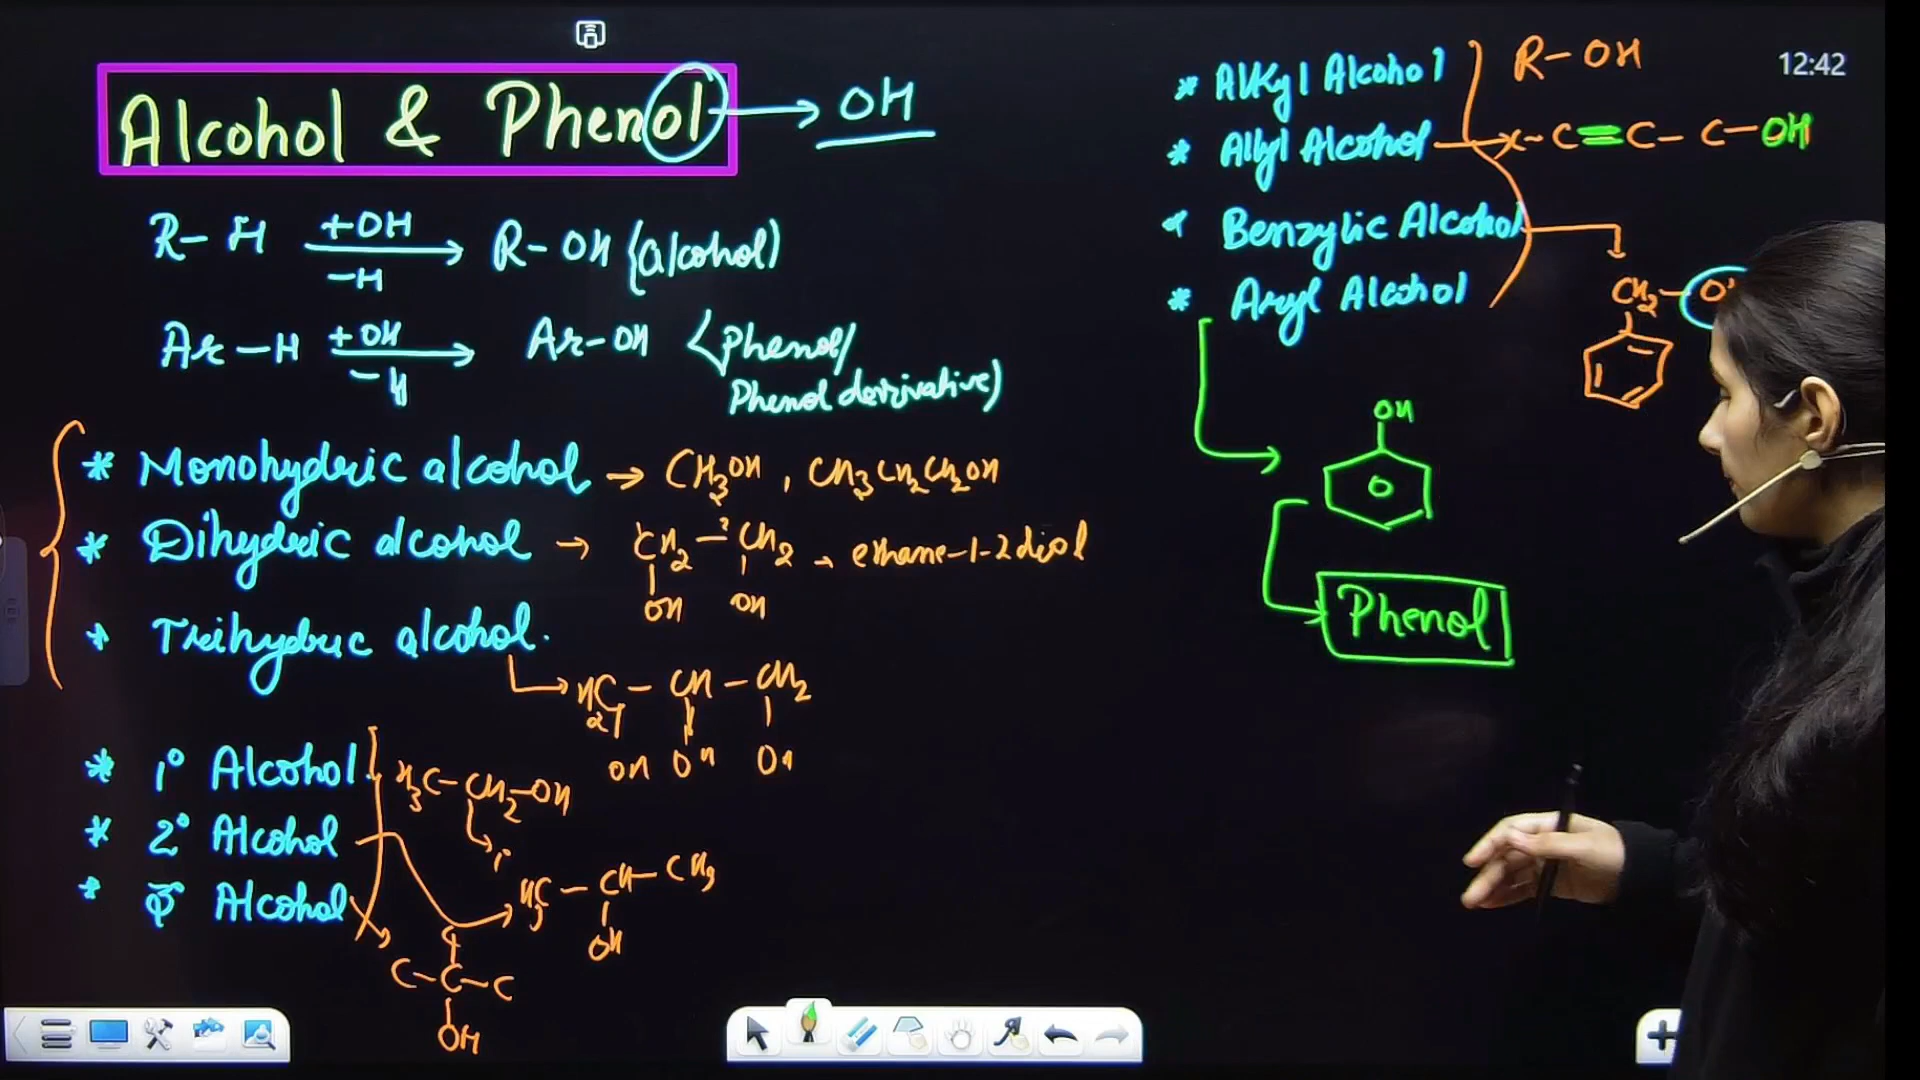 Alcohol & Phenol → OH
R-H +OH → R-OH (alcohol)
-H
Ar-H +OH → Ar-OH (Phenol/
-H
Phenol derivative)
* Monohydric alcohol → CH3OH, CH3CH2CH2OH
* Dihydric alcohol → CH2-CH2 → ethane-1-2 diol
OH OH
* Trihydric alcohol.
H2C-CH-CH2
OH OH OH
* 1° Alcohol H3C-CH2-OH
1°
* 2° Alcohol
H3C-CH-CH3
OH
* 3° Alcohol
C
C-C-C
OH
* Alkyl Alcohol R-OH
12:42
* Allyl Alcohol → C=C-C-OH
* Benzylic Alcohol
CH2-
* Aryl Alcohol
OH
Phenol